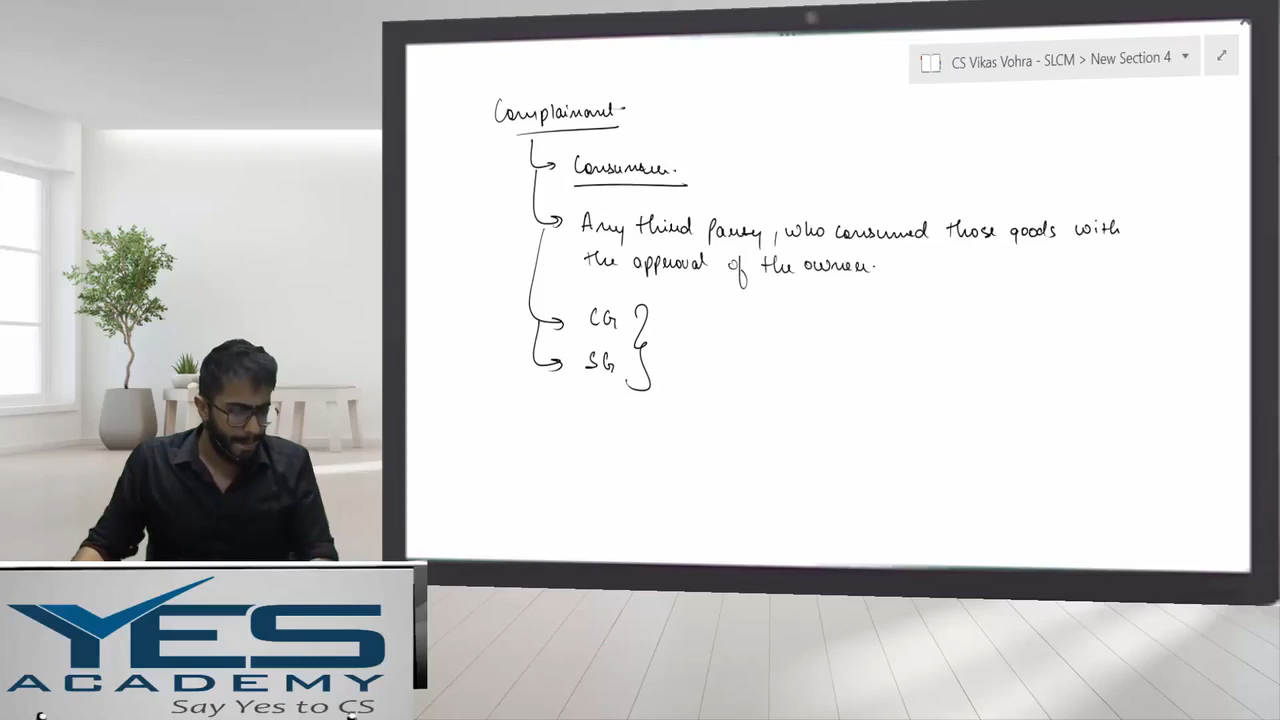 CS Vikas Vohra - SLCM > New Section 4
Complainant
Consumer.
Any third party, who consumed those goods with
the approval of the owner.
CG
SG
YES
ACADEMY
Say Yes to CS